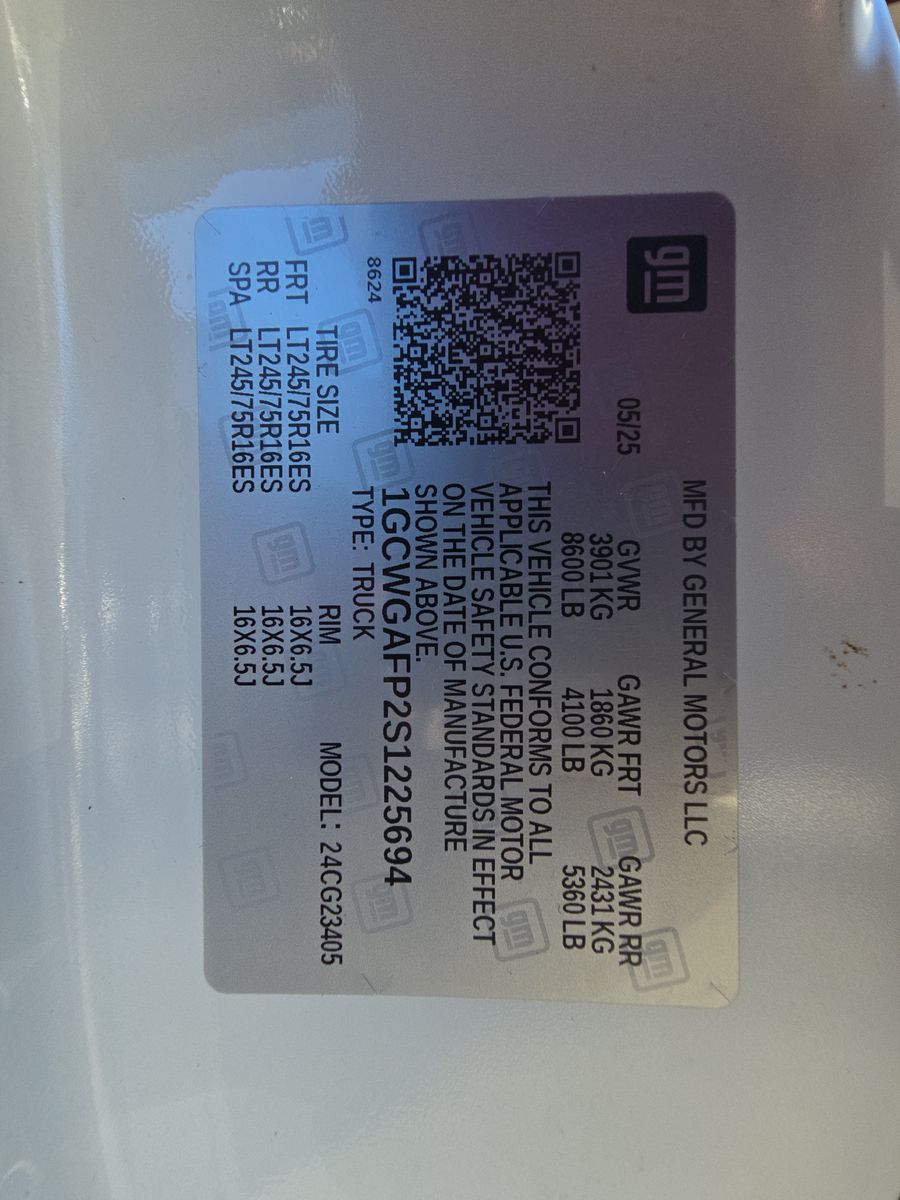 gm
MFD BY GENERAL MOTORS LLC
05/25 GVWR GAWR FRT GAWR RR
3901KG 1860 KG 2431 KG
8600 LB 4100 LB 5360 LB
THIS VEHICLE CONFORMS TO ALL
APPLICABLE U.S. FEDERAL MOTOR
VEHICLE SAFETY STANDARDS IN EFFECT
ON THE DATE OF MANUFACTURE
SHOWN ABOVE.
1GCWGAFP2S1225694
8624 TYPE: TRUCK
TIRE SIZE RIM MODEL: 24CG23405
FRT LT245/75R16ES 16X6.5J
RR LT245/75R16ES 16X6.5J
SPA LT245/75R16ES 16X6.5J